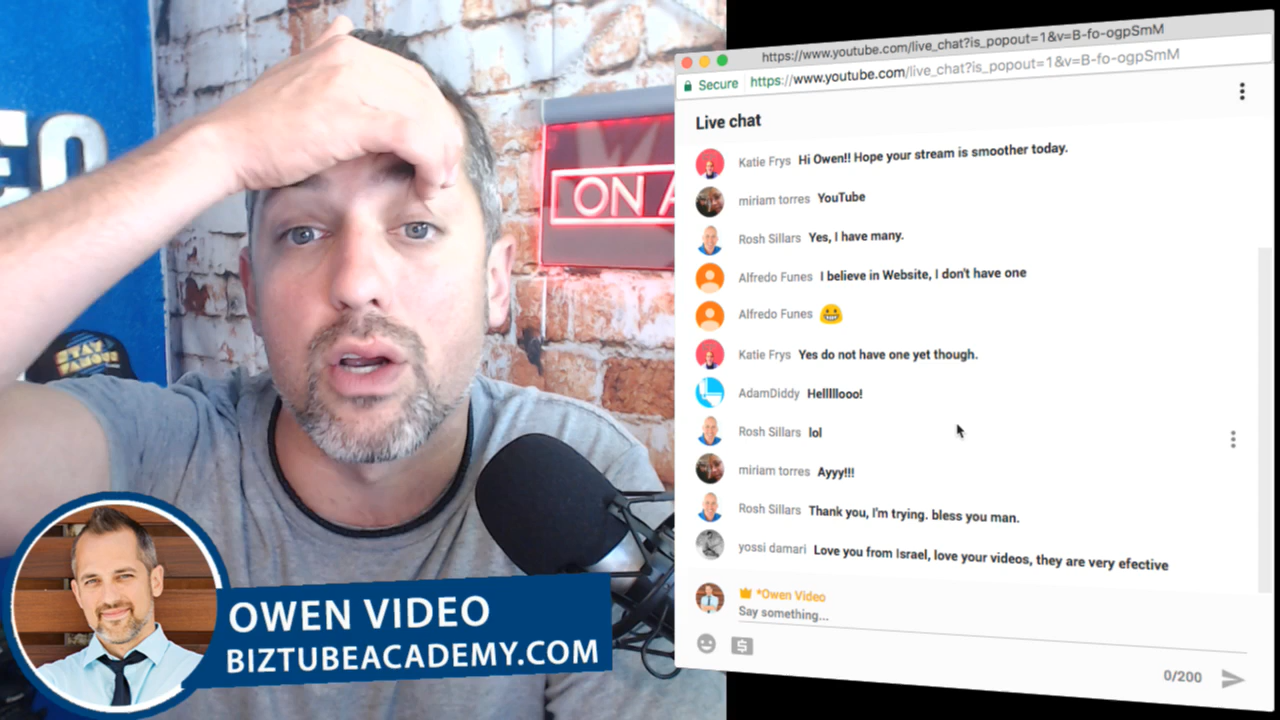 EO
STAY
FAMOUS
ON A
OWEN VIDEO
BIZTUBEACADEMY.COM
https://www.youtube.com/live_chat?is_popout=1&v=B-fo-ogpSmM
Secure https://www.youtube.com/live_chat?is_popout=1&v=B-fo-ogpSmM
Live chat
Katie Frys Hi Owen!! Hope your stream is smoother today.
miriam torres YouTube
Rosh Sillars Yes, I have many.
Alfredo Funes I believe in Website, I don't have one
Alfredo Funes 😀
Katie Frys Yes do not have one yet though.
AdamDiddy Helllllooo!
Rosh Sillars lol
miriam torres Ayyy!!!
Rosh Sillars Thank you, I'm trying. bless you man.
yossi damari Love you from Israel, love your videos, they are very efective
*Owen Video
Say something...
0/200